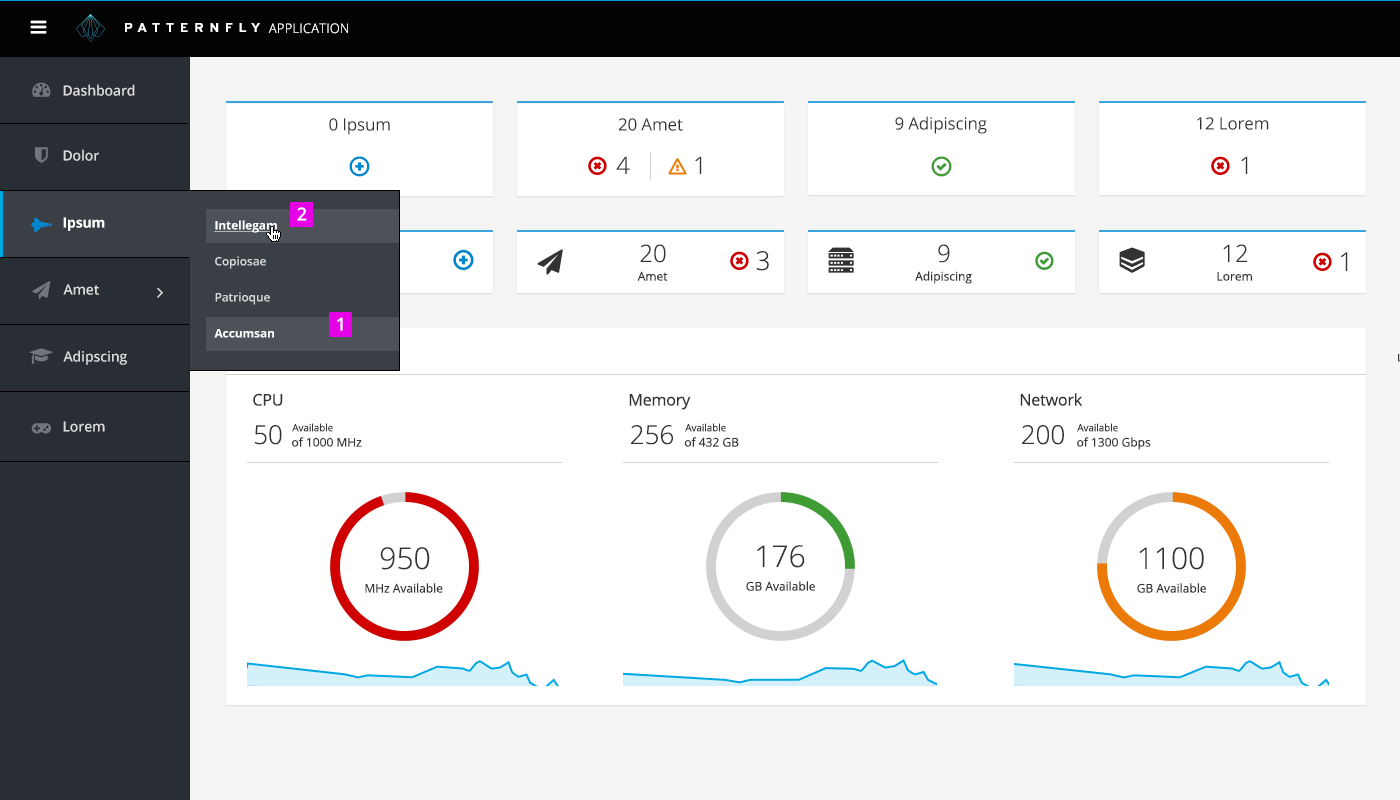 PATTERNFLY APPLICATION
Dashboard
Dolor
Ipsum
Amet
Adipscing
Lorem
Intellegam
2
Copiosae
Patrioque
Accumsan
1
0 Ipsum
20 Amet
4
1
9 Adipiscing
12 Lorem
1
20
Amet
3
9
Adipiscing
12
Lorem
1
CPU
50
Available
of 1000 MHz
950
MHz Available
Memory
256
Available
of 432 GB
176
GB Available
Network
200
Available
of 1300 Gbps
1100
GB Available